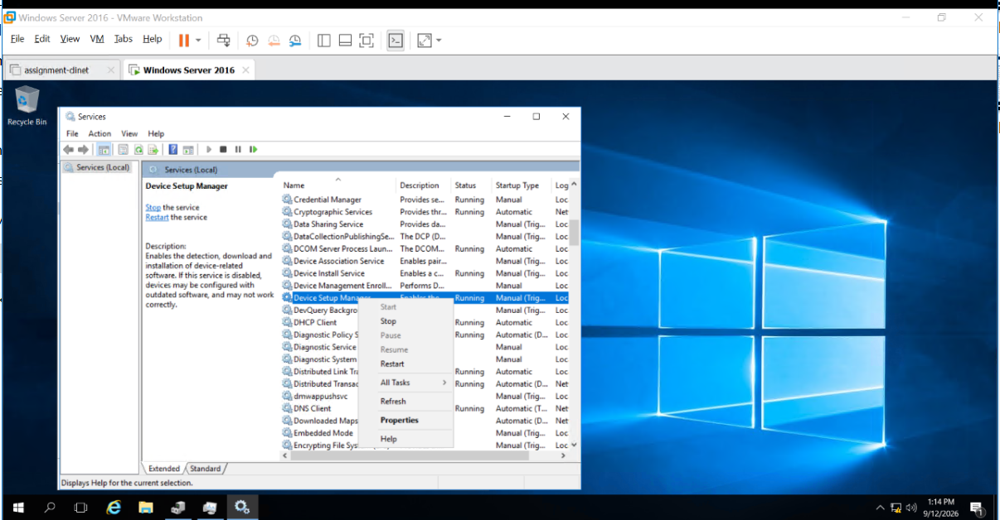 Windows Server 2016 - VMware Workstation
File Edit View VM Tabs Help
assignment-dlnet
Windows Server 2016
Recycle Bin
Services
File Action View Help
Services (Local)
Services (Local)
Device Setup Manager
Stop the service
Restart the service
Description:
Enables the detection, download and
installation of device-related
software. If this service is disabled,
devices may be configured with
outdated software, and may not work
correctly.
Name Description Status Startup Type Log
Credential Manager Provides se... Running Manual Loc
Cryptographic Services Provides thr... Running Automatic Net
Data Sharing Service Provides da... Manual (Trig... Loc
DataCollectionPublishingSe... The DCP (D... Manual (Trig... Loc
DCOM Server Process Laun... The DCOM... Running Automatic Loc
Device Association Service Enables pair... Manual (Trig... Loc
Device Install Service Enables a c... Running Manual (Trig... Loc
Device Management Enroll... Performs D... Manual Loc
Device Setup Manager Enables the Running Manual (Trig... Loc
DevQuery Backgro Manual (Trig... Loc
DHCP Client Running Automatic Loc
Diagnostic Policy S Running Automatic (D... Loc
Diagnostic Service Manual Loc
Diagnostic System Manual Loc
Distributed Link Tra Running Automatic Loc
Distributed Transac Running Automatic (D... Net
dmwappushsvc Manual (Trig... Loc
DNS Client Running Automatic (T... Net
Downloaded Maps Automatic (D... Net
Embedded Mode Manual (Trig... Loc
Encrypting File Sys Manual (Trig... Loc
Start
Stop
Pause
Resume
Restart
All Tasks
Refresh
Properties
Help
Extended Standard
Displays Help for the current selection.
1:14 PM
9/12/2026
1